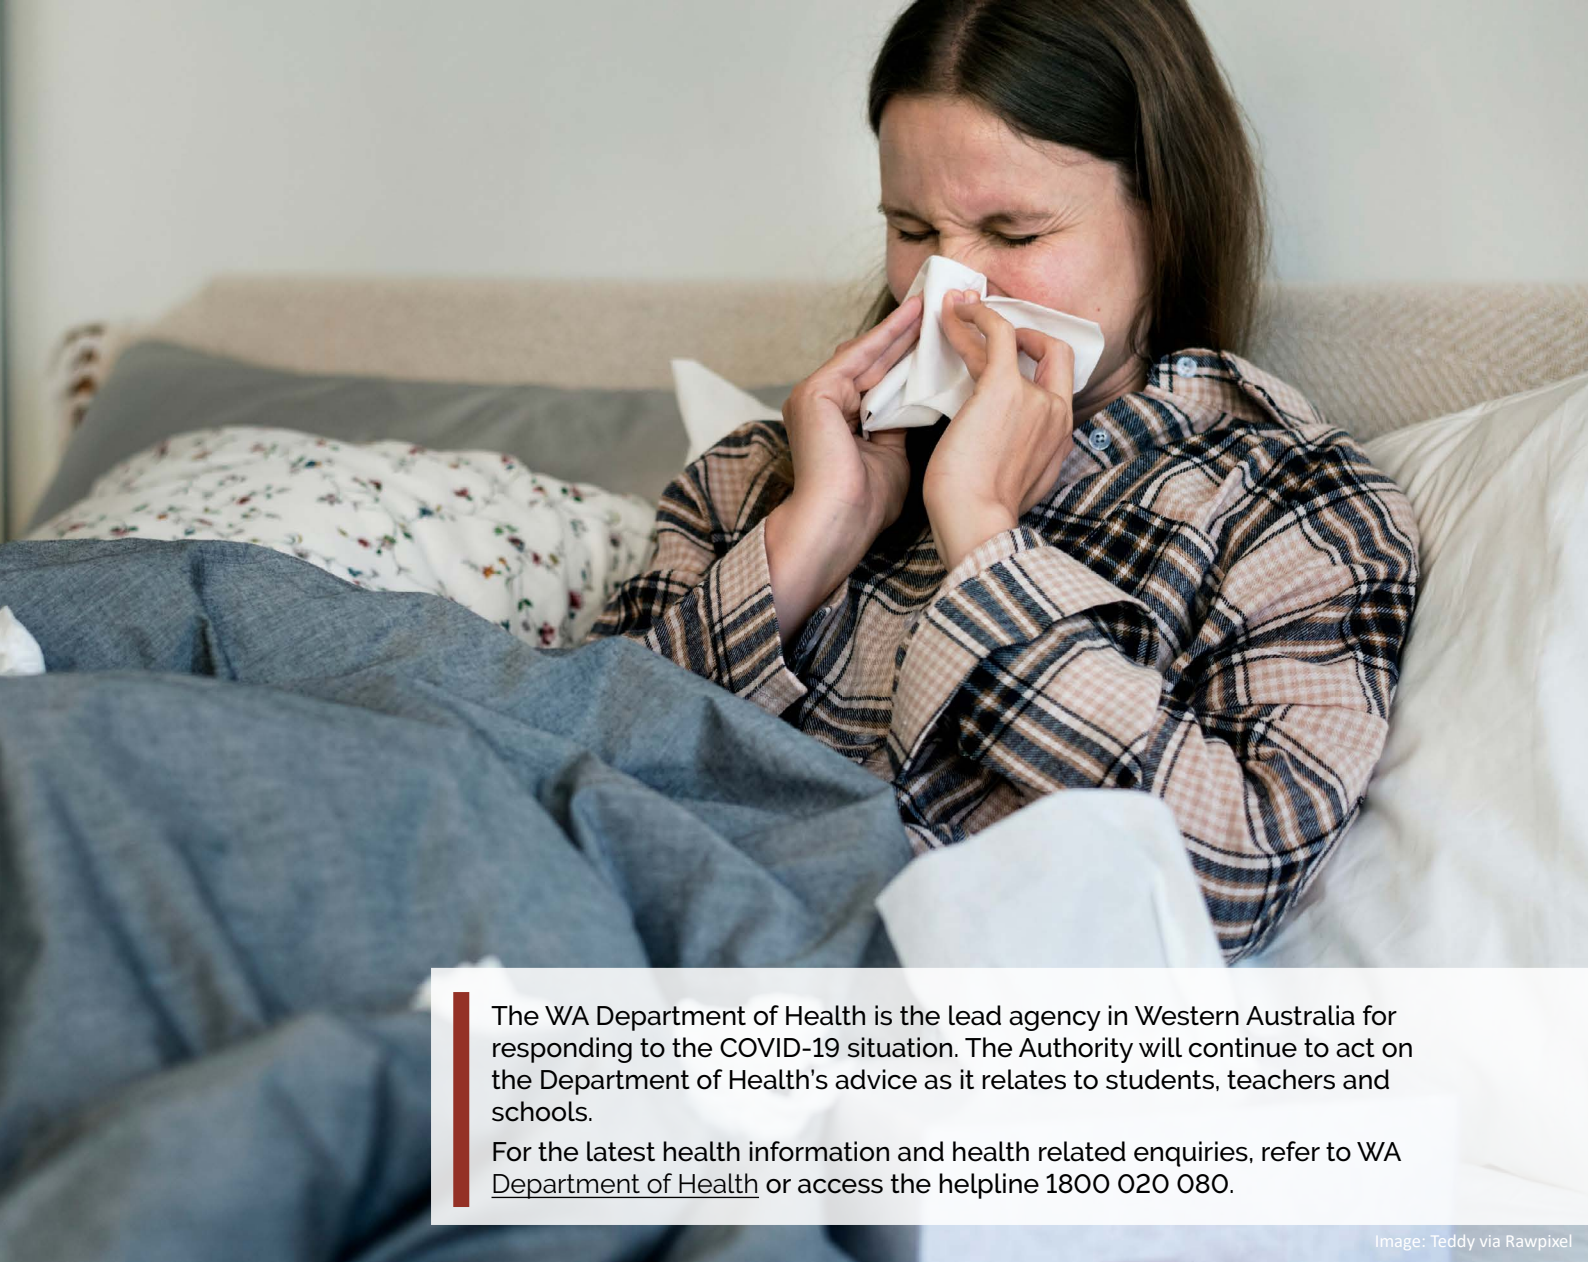 The WA Department of Health is the lead agency in Western Australia for
responding to the COVID-19 situation. The Authority will continue to act on
the Department of Health's advice as it relates to students, teachers and
schools.
For the latest health information and health related enquiries, refer to WA
Department of Health or access the helpline 1800 020 080.
Image: Teddy via Rawpixel